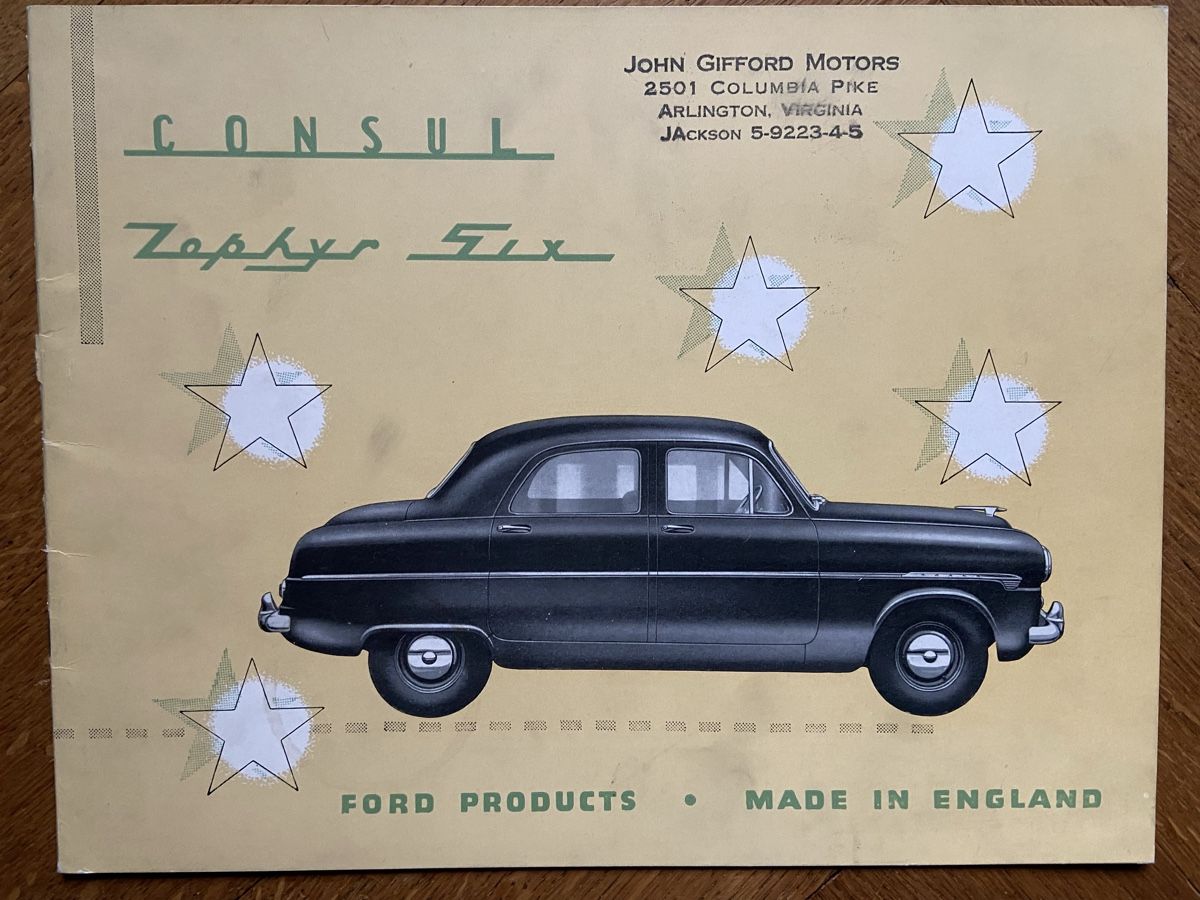 CONSUL
Zephyr Six
JOHN GIFFORD MOTORS
2501 COLUMBIA PIKE
ARLINGTON, VIRGINIA
JACKSON 5-9223-4-5
FORD PRODUCTS • MADE IN ENGLAND